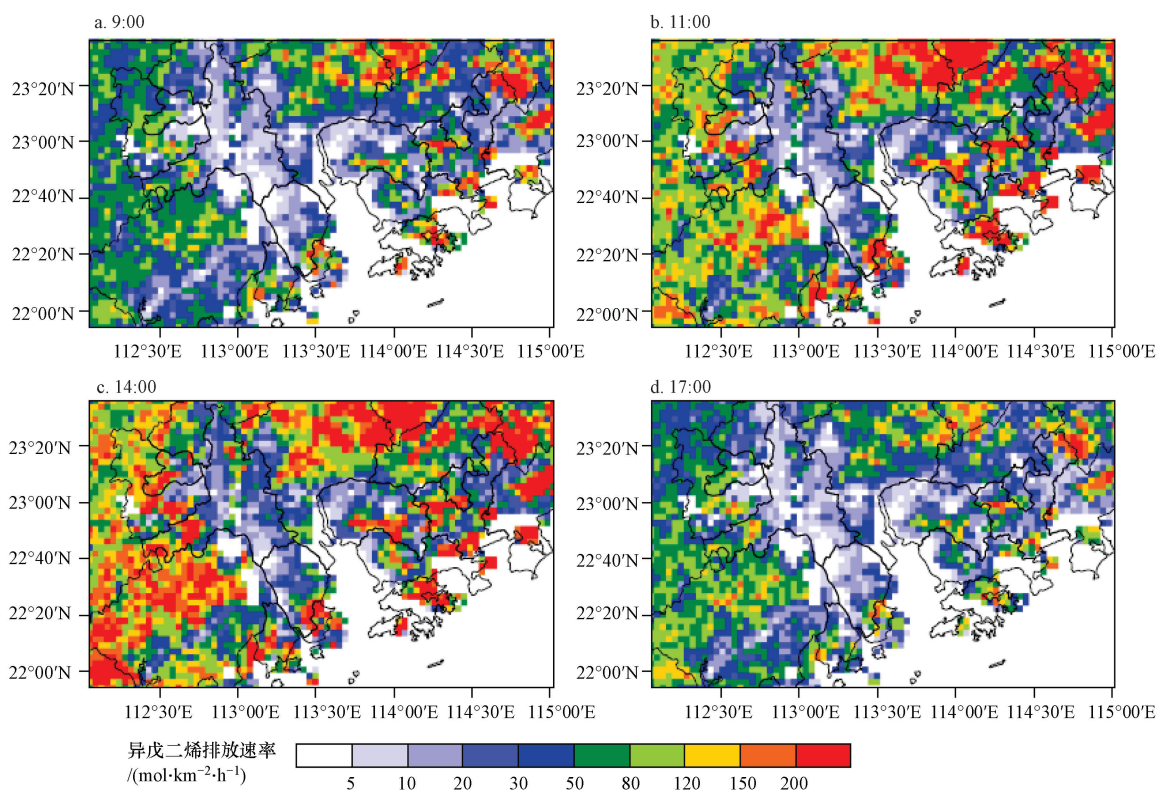 a. 9:00
b. 11:00
23°20′N
23°00′N
22°40′N
22°20′N
22°00′N
23°20′N
23°00′N
22°40′N
22°20′N
22°00′N
112°30′E 113°00′E 113°30′E 114°00′E 114°30′E 115°00′E
112°30′E 113°00′E 113°30′E 114°00′E 114°30′E 115°00′E
c. 14:00
d. 17:00
23°20′N
23°00′N
22°40′N
22°20′N
22°00′N
23°20′N
23°00′N
22°40′N
22°20′N
22°00′N
112°30′E 113°00′E 113°30′E 114°00′E 114°30′E 115°00′E
112°30′E 113°00′E 113°30′E 114°00′E 114°30′E 115°00′E
异戊二烯排放速率
/(mol·km⁻²·h⁻¹)
5 10 20 30 50 80 120 150 200